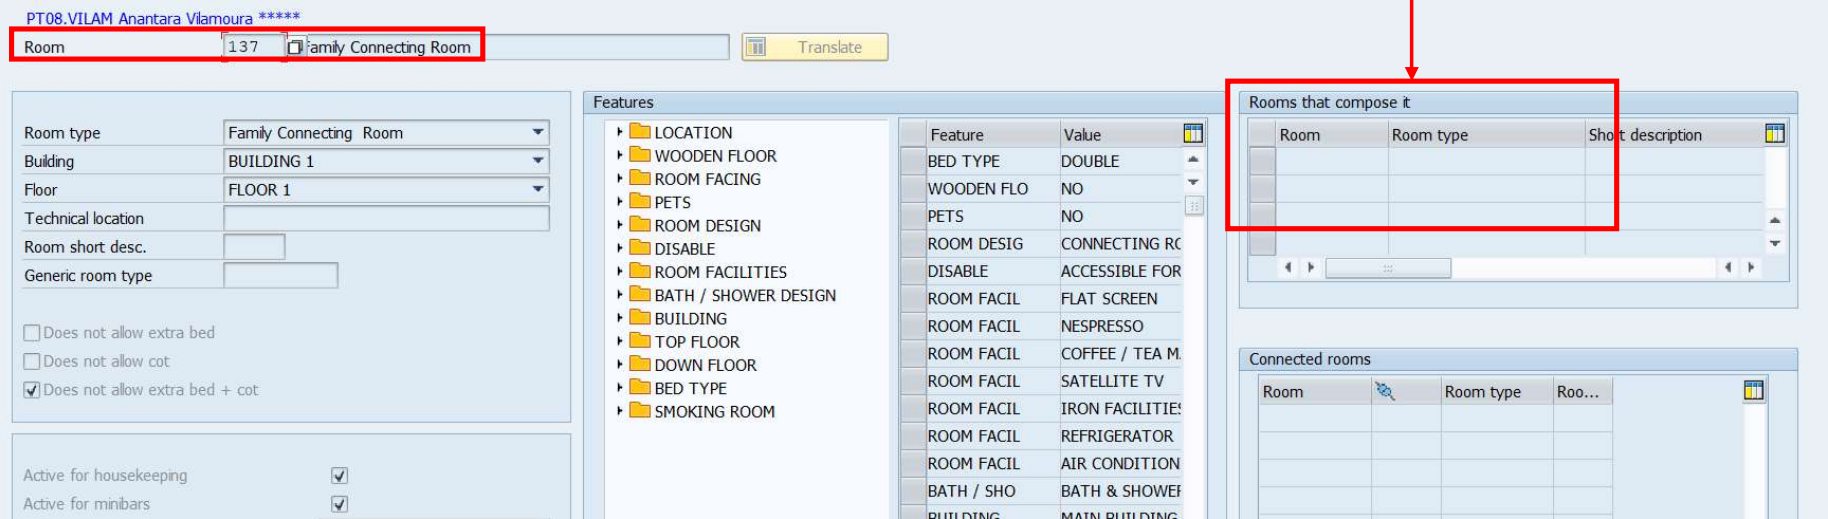 PT08.VILAM Anantara Vilamoura *****
Room 137 Family Connecting Room Translate
Room type Family Connecting Room
Building BUILDING 1
Floor FLOOR 1
Technical location
Room short desc.
Generic room type
Does not allow extra bed
Does not allow cot
Does not allow extra bed + cot
Active for housekeeping
Active for minibars
Features
LOCATION
WOODEN FLOOR
ROOM FACING
PETS
ROOM DESIGN
DISABLE
ROOM FACILITIES
BATH / SHOWER DESIGN
BUILDING
TOP FLOOR
DOWN FLOOR
BED TYPE
SMOKING ROOM
Feature Value
BED TYPE DOUBLE
WOODEN FLO NO
PETS NO
ROOM DESIG CONNECTING RO
DISABLE ACCESSIBLE FOR
ROOM FACIL FLAT SCREEN
ROOM FACIL NESPRESSO
ROOM FACIL COFFEE / TEA M
ROOM FACIL SATELLITE TV
ROOM FACIL IRON FACILITIES
ROOM FACIL REFRIGERATOR
ROOM FACIL AIR CONDITION
BATH / SHO BATH & SHOWER
BUILDING MAIN BUILDING
Rooms that compose it
Room Room type Short description
Connected rooms
Room Room type Roo...